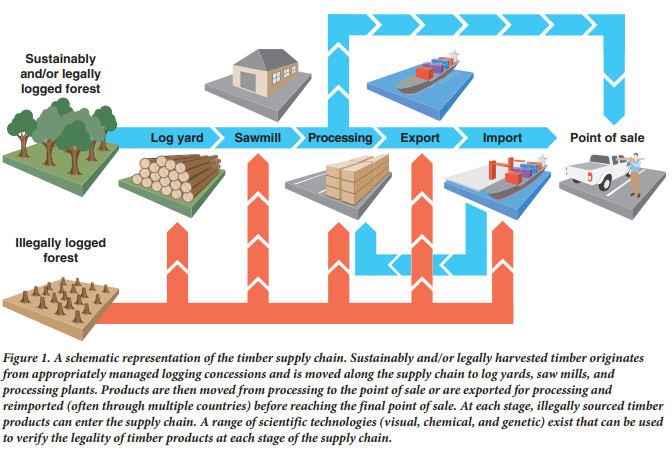 Sustainably
and/or legally
logged forest
Log yard
Sawmill
Processing
Export
Import
Point of sale
Illegally logged
forest
Figure 1. A schematic representation of the timber supply chain. Sustainably and/or legally harvested timber originates
from appropriately managed logging concessions and is moved along the supply chain to log yards, saw mills, and
processing plants. Products are then moved from processing to the point of sale or are exported for processing and
reimported (often through multiple countries) before reaching the final point of sale. At each stage, illegally sourced timber
products can enter the supply chain. A range of scientific technologies (visual, chemical, and genetic) exist that can be used
to verify the legality of timber products at each stage of the supply chain.